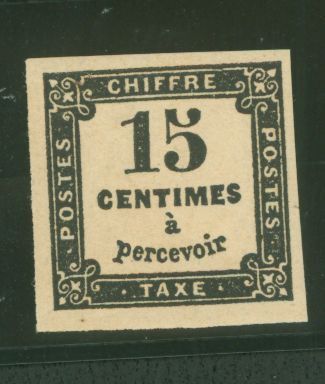 CHIFFRE
POSTES
15
CENTIMES
à
percevoir
POSTES
TAXE